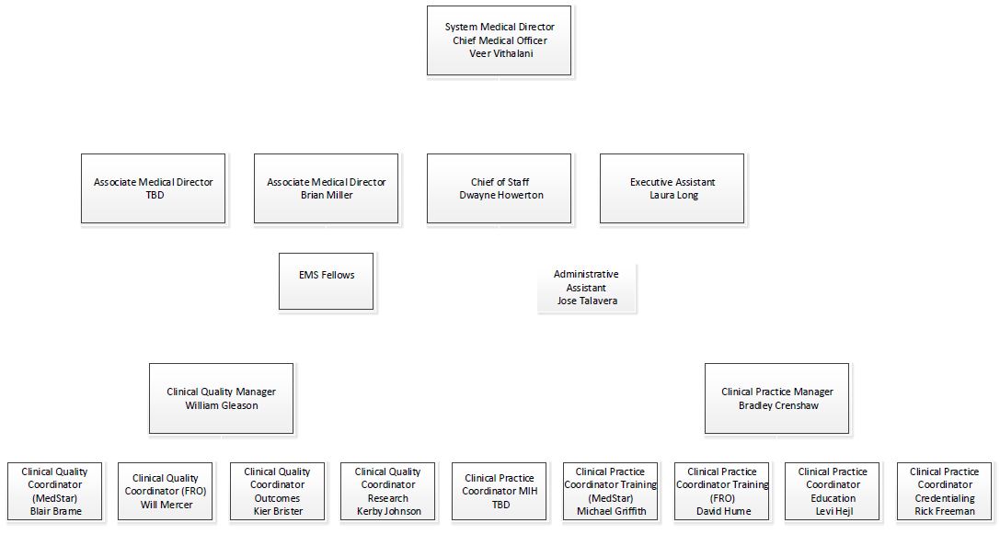 System Medical Director
Chief Medical Officer
Veer Vithalani
Associate Medical Director
TBD
Associate Medical Director
Brian Miller
Chief of Staff
Dwayne Howerton
Executive Assistant
Laura Long
EMS Fellows
Administrative
Assistant
Jose Talavera
Clinical Quality Manager
William Gleason
Clinical Practice Manager
Bradley Crenshaw
Clinical Quality
Coordinator
(MedStar)
Blair Brame
Clinical Quality
Coordinator (FRO)
Will Mercer
Clinical Quality
Coordinator
Outcomes
Kier Brister
Clinical Quality
Coordinator
Research
Kerby Johnson
Clinical Practice
Coordinator MIH
TBD
Clinical Practice
Coordinator Training
(MedStar)
Michael Griffith
Clinical Practice
Coordinator Training
(FRO)
David Hume
Clinical Practice
Coordinator
Education
Levi Hejl
Clinical Practice
Coordinator
Credentialing
Rick Freeman